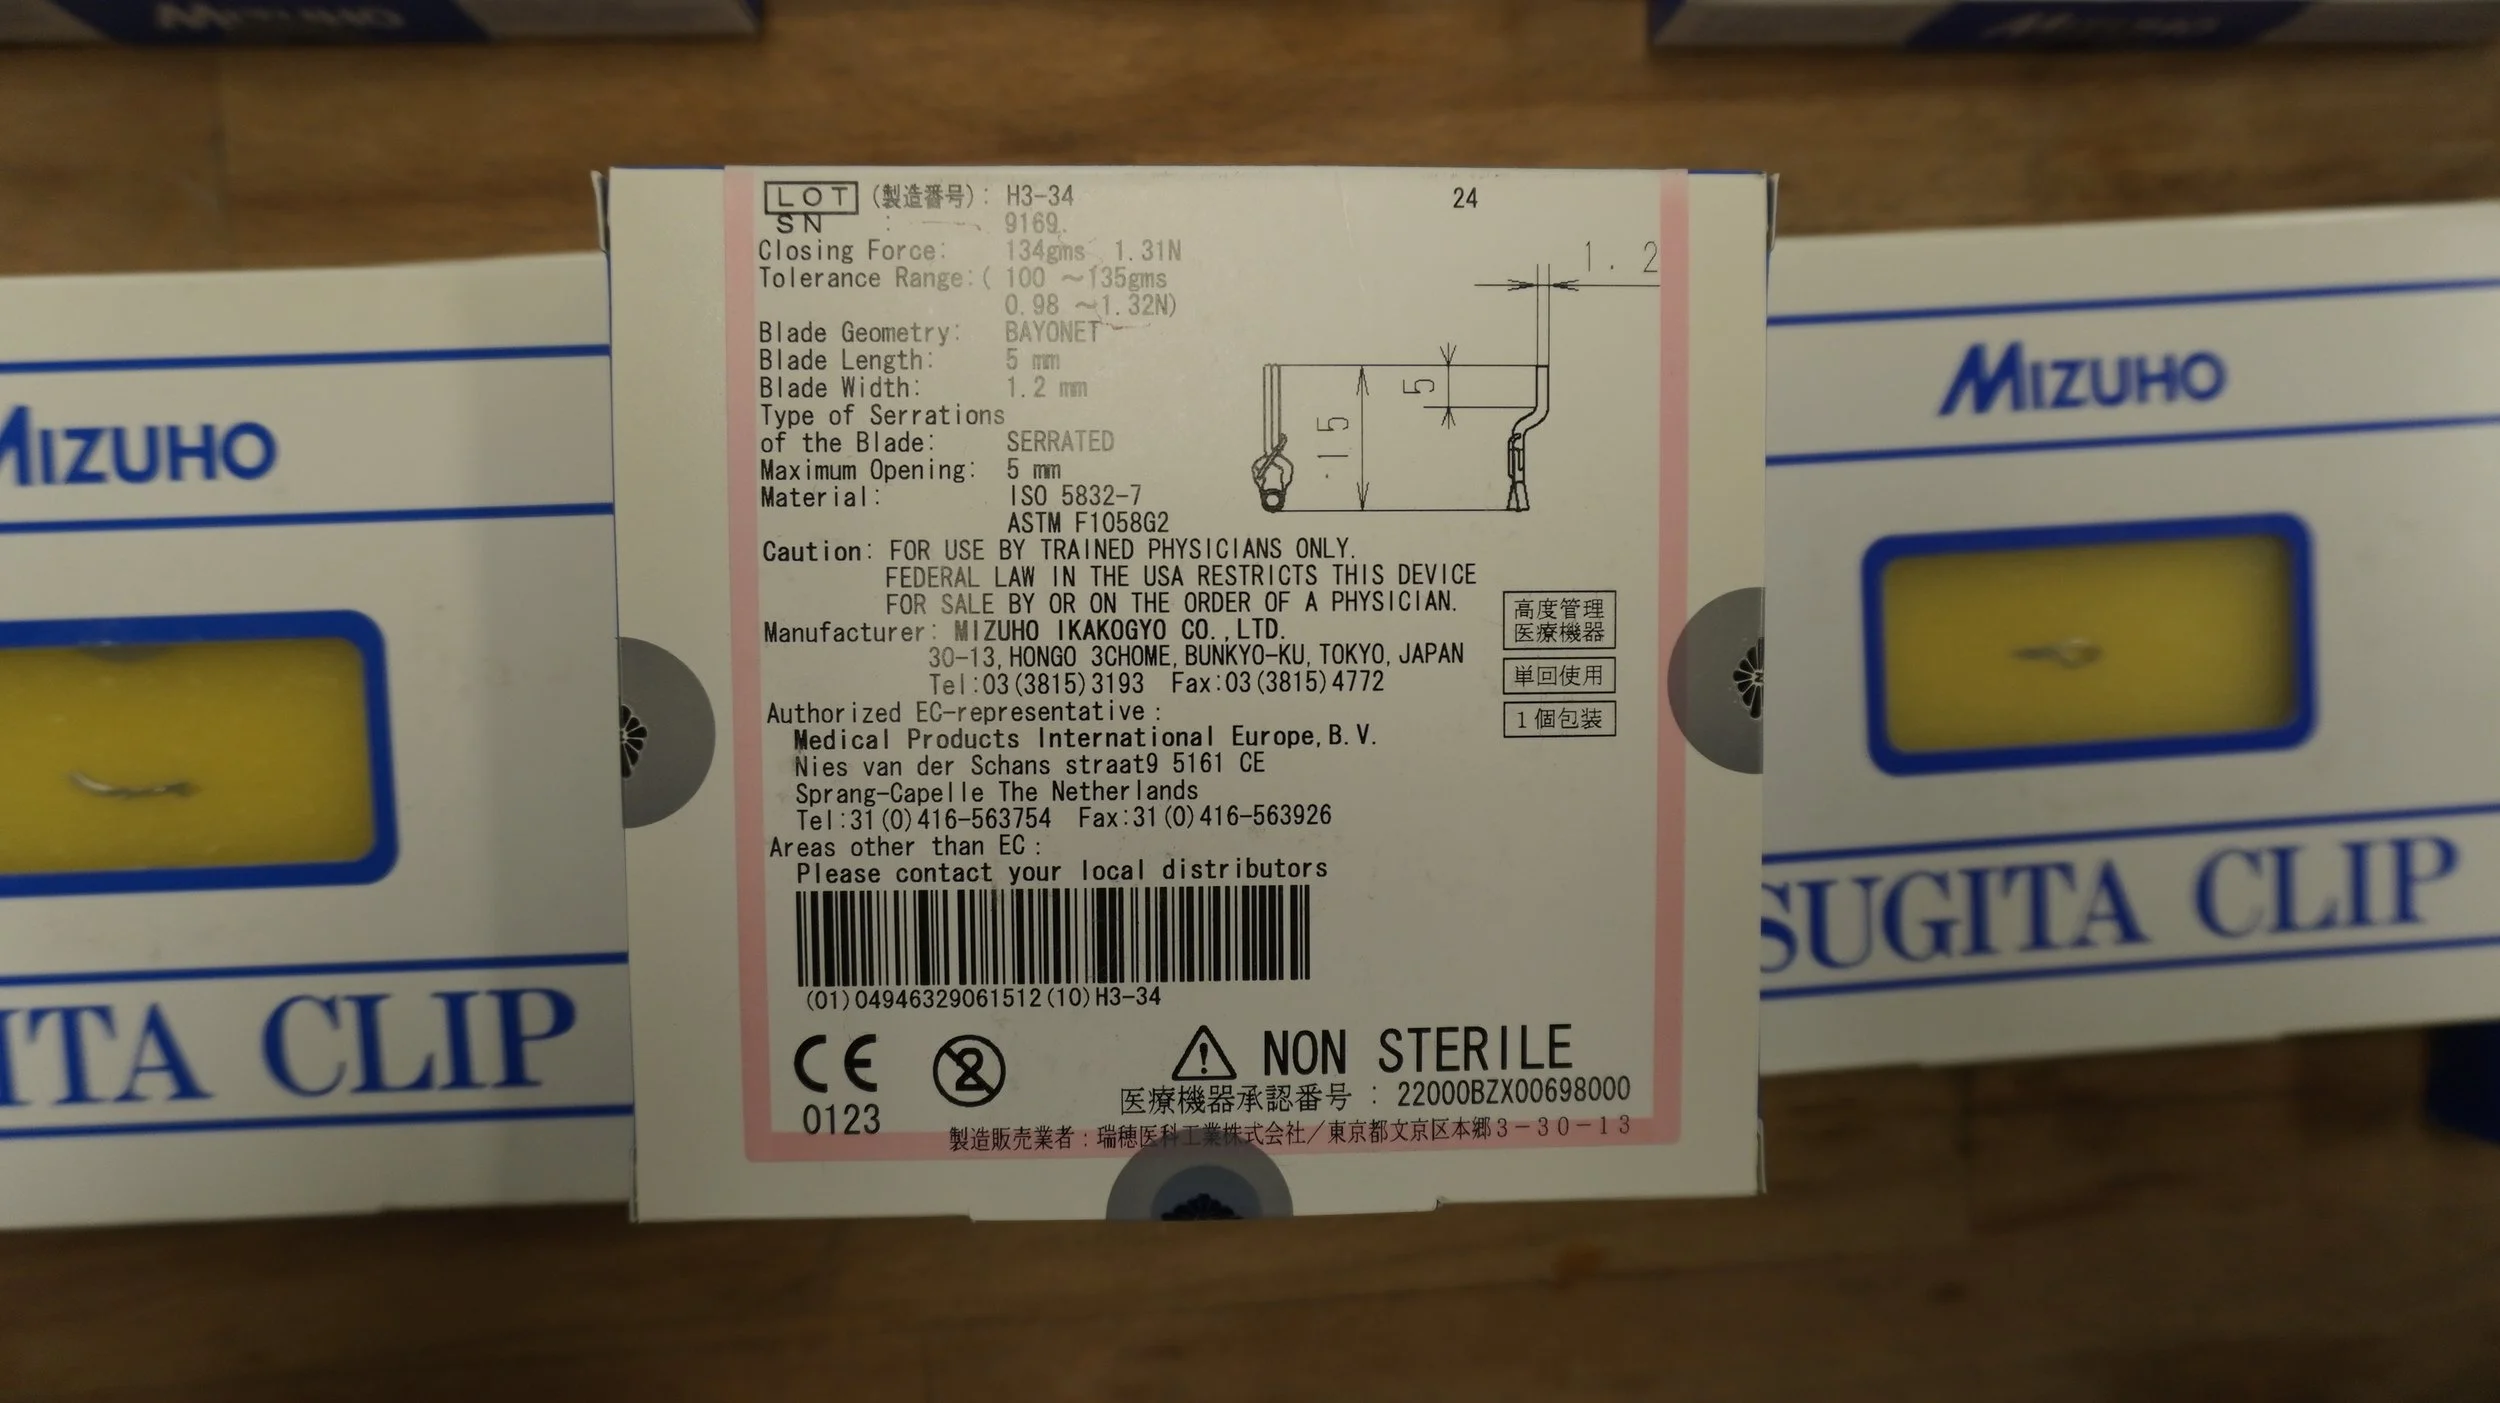 MIZUHO
MIZUHO
LOT (製造番号): H3-34
24
SN : 9169.
Closing Force: 134gms 1.31N
Tolerance Range:( 100 ~135gms
0.98 ~1.32N)
Blade Geometry: BAYONET
Blade Length: 5 mm
Blade Width: 1.2 mm
Type of Serrations
of the Blade: SERRATED
Maximum Opening: 5 mm
Material: ISO 5832-7
ASTM F1058G2
1.2
5
15
Caution: FOR USE BY TRAINED PHYSICIANS ONLY.
FEDERAL LAW IN THE USA RESTRICTS THIS DEVICE
FOR SALE BY OR ON THE ORDER OF A PHYSICIAN.
Manufacturer: MIZUHO IKAKOGYO CO.,LTD.
30-13, HONGO 3CHOME, BUNKYO-KU, TOKYO, JAPAN
Tel:03(3815)3193 Fax:03(3815)4772
高度管理
医療機器
単回使用
1個包装
Authorized EC-representative:
Medical Products International Europe,B.V.
Nies van der Schans straat9 5161 CE
Sprang-Capelle The Netherlands
Tel:31(0)416-563754 Fax:31(0)416-563926
Areas other than EC:
Please contact your local distributors
(01)04946329061512(10)H3-34
CE
0123
2
NON STERILE
医療機器承認番号 : 22000BZX00698000
製造販売業者:瑞穂医科工業株式会社/東京都文京区本郷3-30-13
MIZUHO
ITA CLIP
MIZUHO
SUGITA CLIP